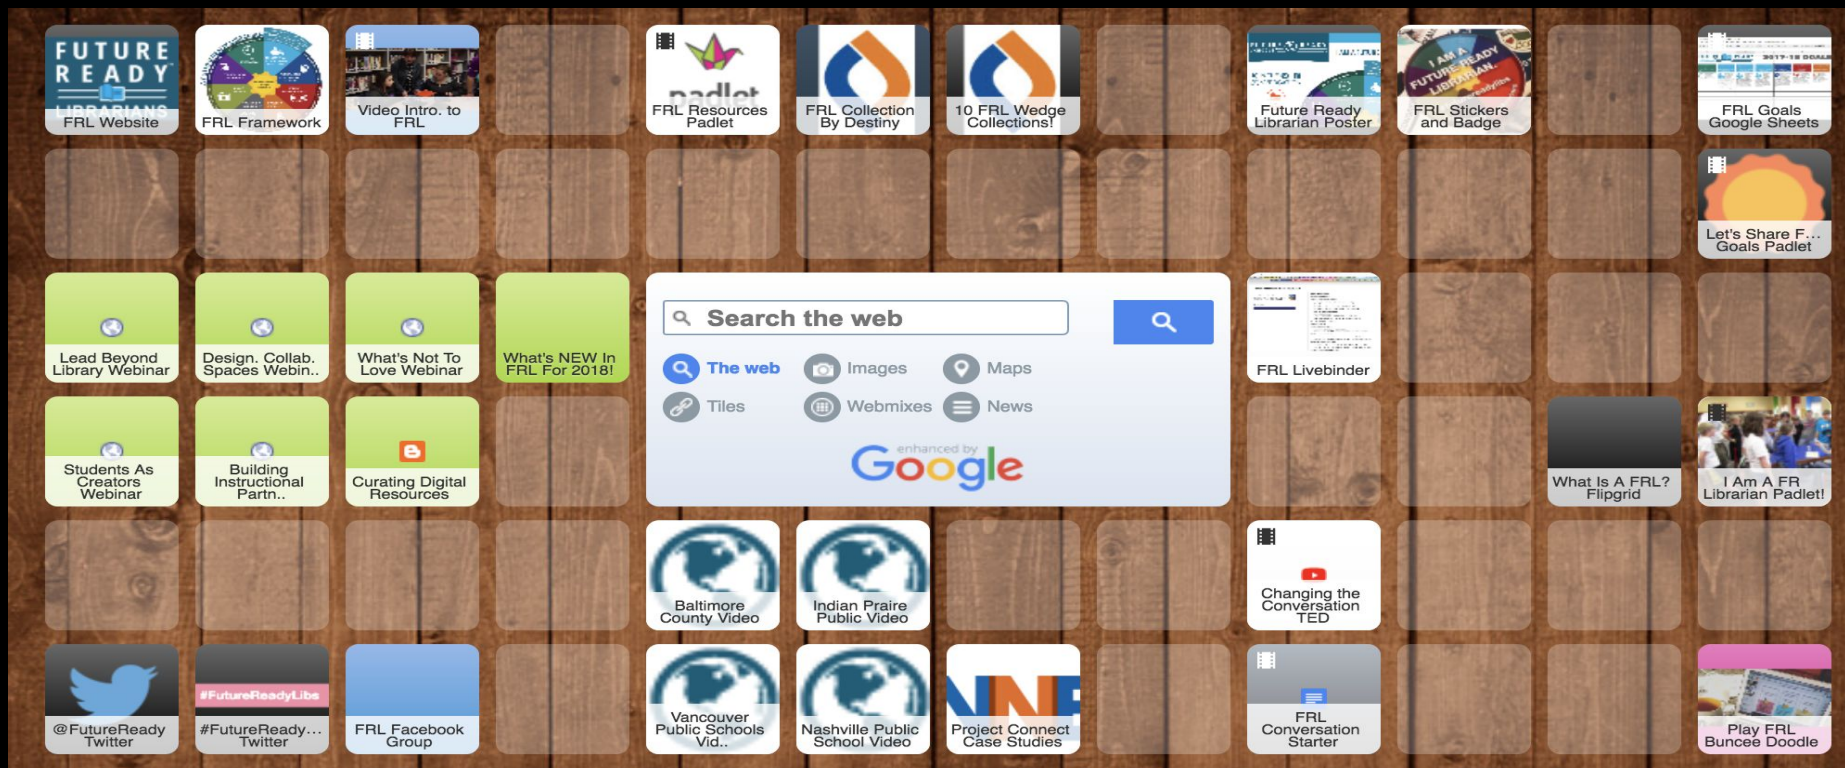 FUTURE
READY
LIBRARIANS
FRL Website
FRL Framework
Video Intro. to
FRL
padlet
FRL Resources
Padlet
FRL Collection
By Destiny
10 FRL Wedge
Collections!
Future Ready
Librarian Poster
I AM A
FUTURE READY
LIBRARIAN.
FRL Stickers
and Badge
2017-18 GOALS
FRL Goals
Google Sheets
Let's Share F...
Goals Padlet
Lead Beyond
Library Webinar
Design. Collab.
Spaces Webin..
What's Not To
Love Webinar
What's NEW In
FRL For 2018!
Search the web
The web
Images
Maps
Tiles
Webmixes
News
enhanced by
Google
FRL Livebinder
Students As
Creators
Webinar
Building
Instructional
Partn..
Curating Digital
Resources
What Is A FRL?
Flipgrid
I Am A FR
Librarian Padlet!
Baltimore
County Video
Indian Praire
Public Video
Changing the
Conversation
TED
@FutureReady
Twitter
#FutureReadyLibs
#FutureReady...
Twitter
FRL Facebook
Group
Vancouver
Public Schools
Vid..
Nashville Public
School Video
Project Connect
Case Studies
FRL
Conversation
Starter
Play FRL
Buncee Doodle